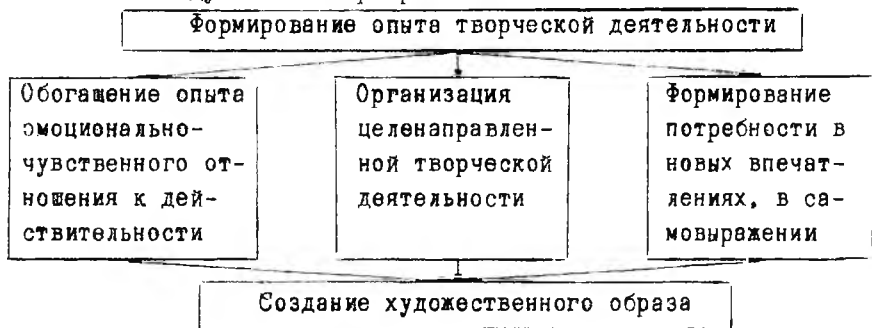 Формирование опыта творческой деятельности
Обогащение опыта
эмоционально-
чувственного от-
ношения к дей-
ствительности
Организация
целенаправлен-
ной творческой
деятельности
Формирование
потребности в
новых впечат-
лениях, в са-
мовыражении
Создание художественного образа